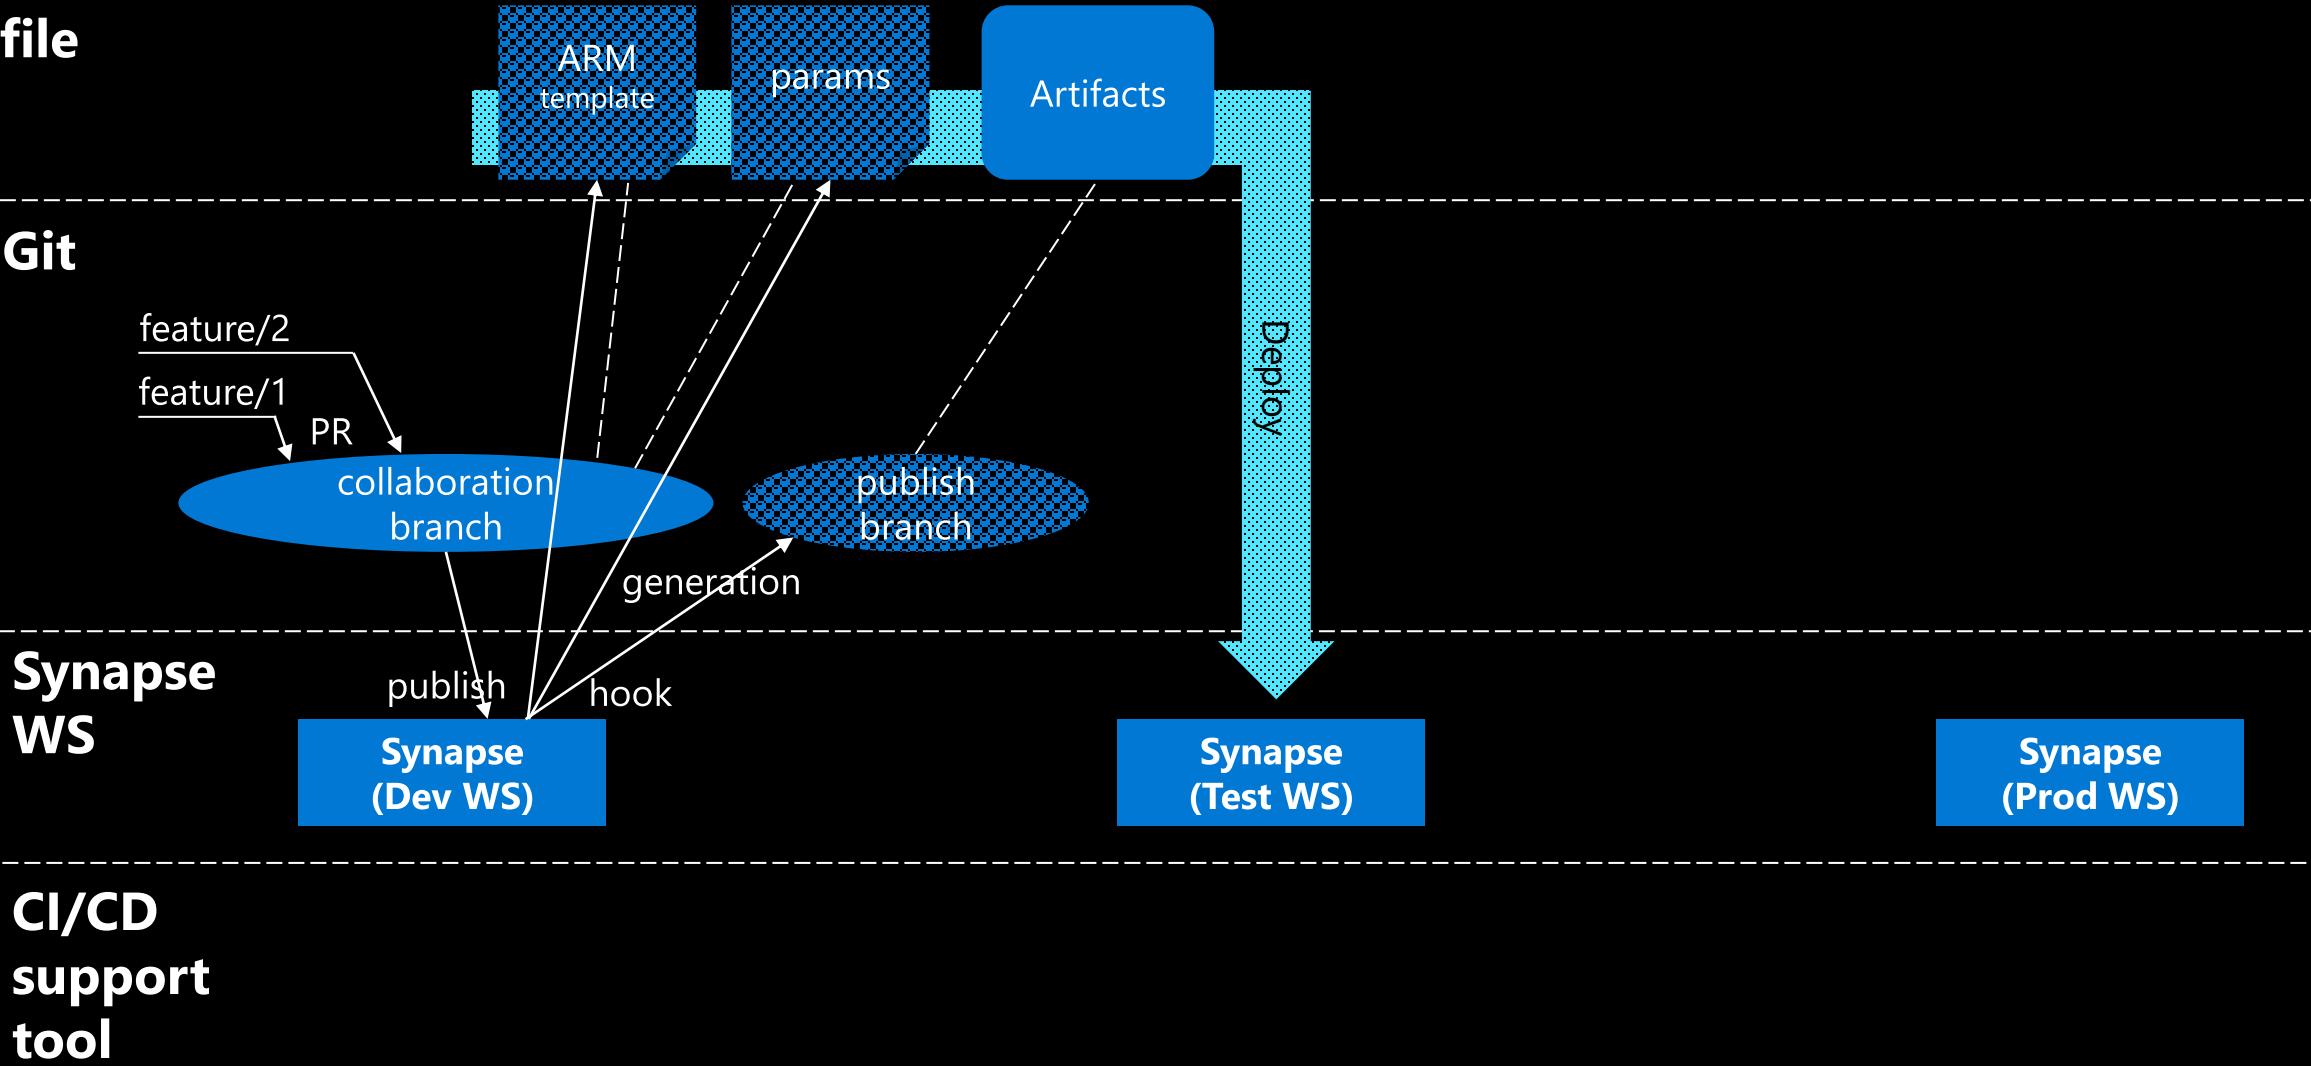 file
ARM
template
params
Artifacts
Git
feature/2
feature/1
PR
collaboration
branch
publish
branch
generation
Deploy
Synapse
WS
publish
hook
Synapse
(Dev WS)
Synapse
(Test WS)
Synapse
(Prod WS)
CI/CD
support
tool